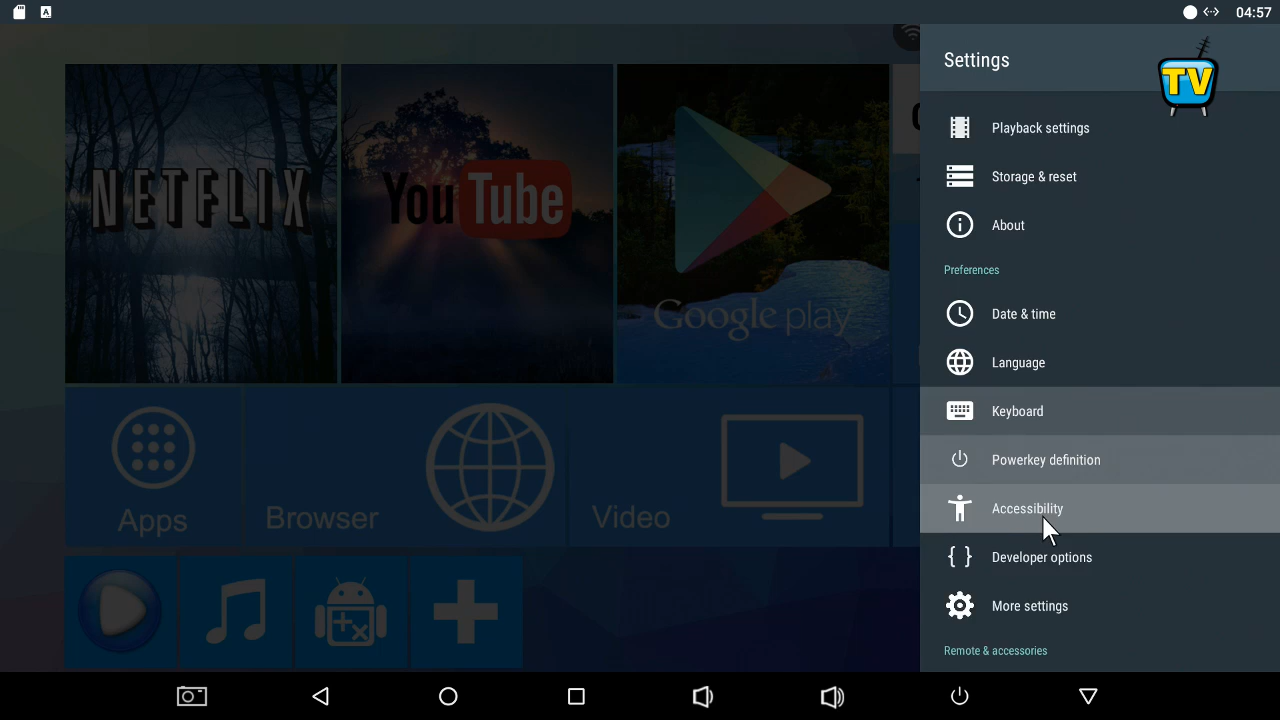 A
04:57
Settings
TV
Playback settings
Storage & reset
About
Preferences
Date & time
Language
Keyboard
Powerkey definition
Accessibility
Developer options
More settings
Remote & accessories
NETFLIX
YouTube
Google play
Apps
Browser
Video